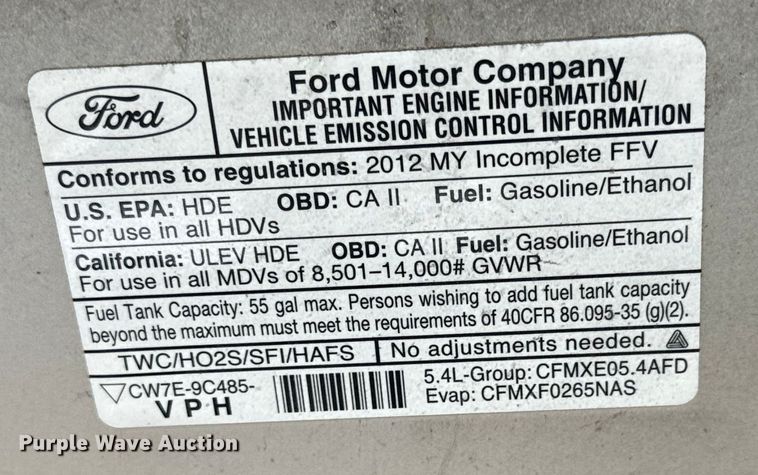 Ford
Ford Motor Company
IMPORTANT ENGINE INFORMATION/
VEHICLE EMISSION CONTROL INFORMATION
Conforms to regulations: 2012 MY Incomplete FFV
U.S. EPA: HDE OBD: CA II Fuel: Gasoline/Ethanol
For use in all HDVs
California: ULEV HDE OBD: CA II Fuel: Gasoline/Ethanol
For use in all MDVs of 8,501–14,000# GVWR
Fuel Tank Capacity: 55 gal max. Persons wishing to add fuel tank capacity
beyond the maximum must meet the requirements of 40CFR 86.095-35 (g)(2).
TWC/HO2S/SFI/HAFS No adjustments needed.
CW7E-9C485- 5.4L-Group: CFMXE05.4AFD
VPH Evap: CFMXF0265NAS
Purple Wave Auction